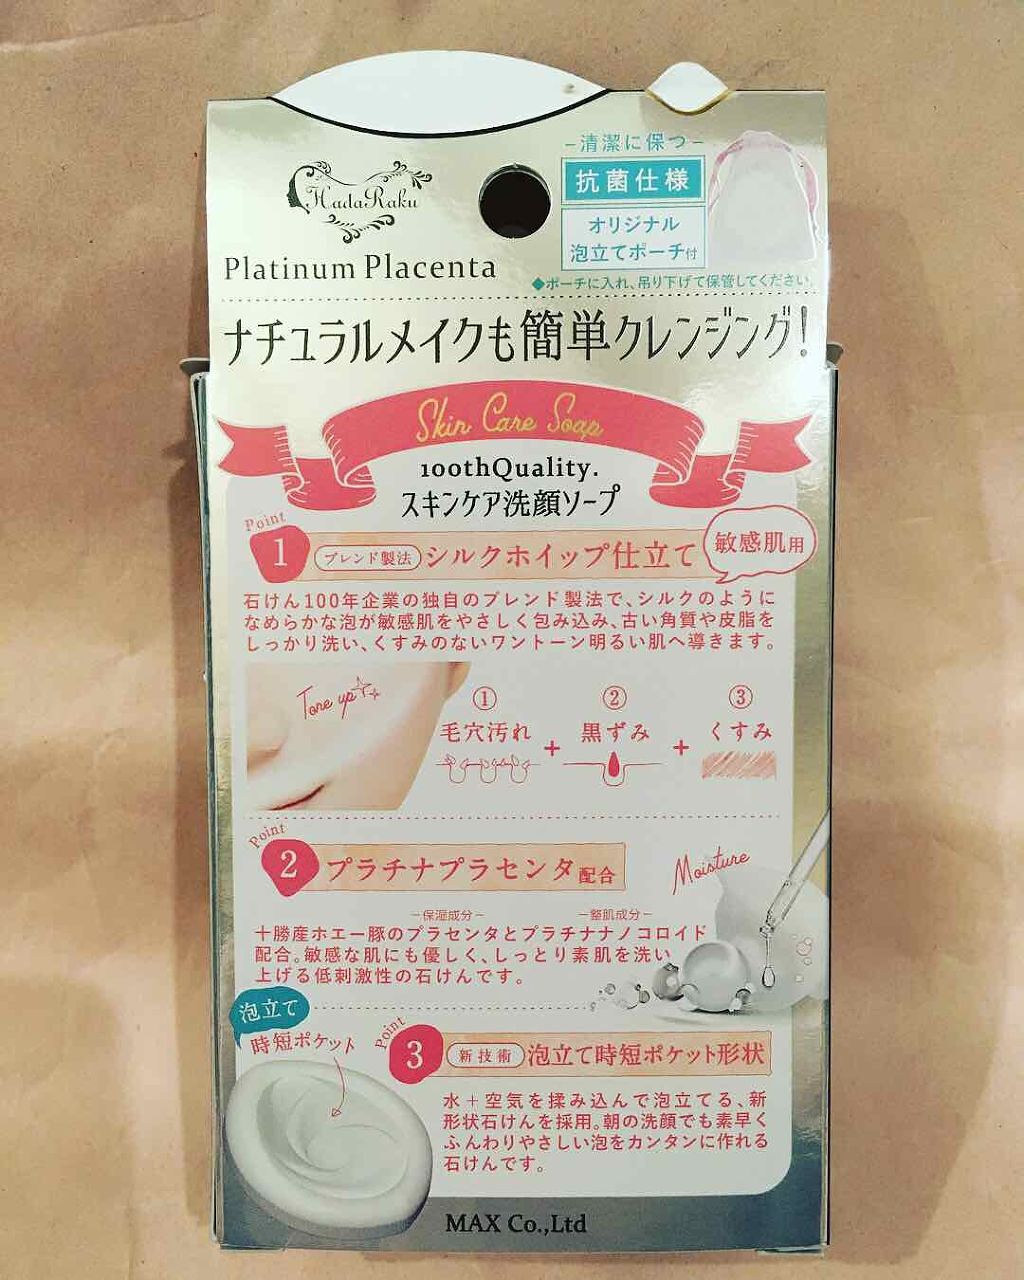 HadaRaku
Platinum Placenta
－清潔に保つ－
抗菌仕様
オリジナル
泡立てポーチ付
◆ポーチに入れ、吊り下げて保管してください。
ナチュラルメイクも簡単クレンジング！
Skin Care Soap
100thQuality.
スキンケア洗顔ソープ
Point
1
ブレンド製法 シルクホイップ仕立て
敏感肌用
石けん100年企業の独自のブレンド製法で、シルクのように
なめらかな泡が敏感肌をやさしく包み込み、古い角質や皮脂を
しっかり洗い、くすみのないワントーン明るい肌へ導きます。
Tone up
① ② ③
毛穴汚れ + 黒ずみ + くすみ
Point
2
プラチナプラセンタ配合
Moisture
－保湿成分－ －整肌成分－
十勝産ホエー豚のプラセンタとプラチナナノコロイド
配合。敏感な肌にも優しく、しっとり素肌を洗い
上げる低刺激性の石けんです。
泡立て
時短ポケット
Point
3
新技術 泡立て時短ポケット形状
水＋空気を揉み込んで泡立てる、新
形状石けんを採用。朝の洗顔でも素早く
ふんわりやさしい泡をカンタンに作れる
石けんです。
MAX Co.,Ltd